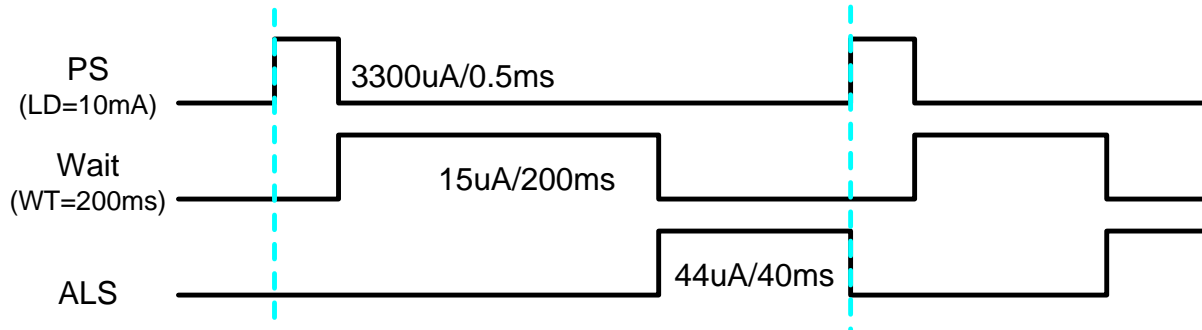 PS
(LD=10mA)
3300uA/0.5ms
Wait
(WT=200ms)
15uA/200ms
ALS
44uA/40ms